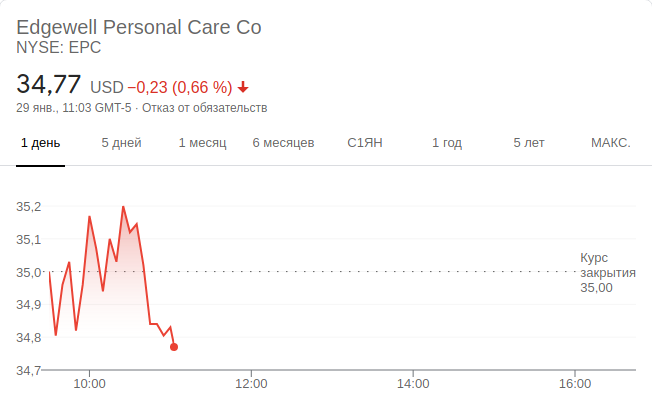 Edgewell Personal Care Co
NYSE: EPC
34,77 USD −0,23 (0,66 %)
29 янв., 11:03 GMT-5 · Отказ от обязательств
1 день 5 дней 1 месяц 6 месяцев С1ЯН 1 год 5 лет МАКС.
35,2
35,1
35,0
34,9
34,8
34,7
Курс
закрытия
35,00
10:00 12:00 14:00 16:00